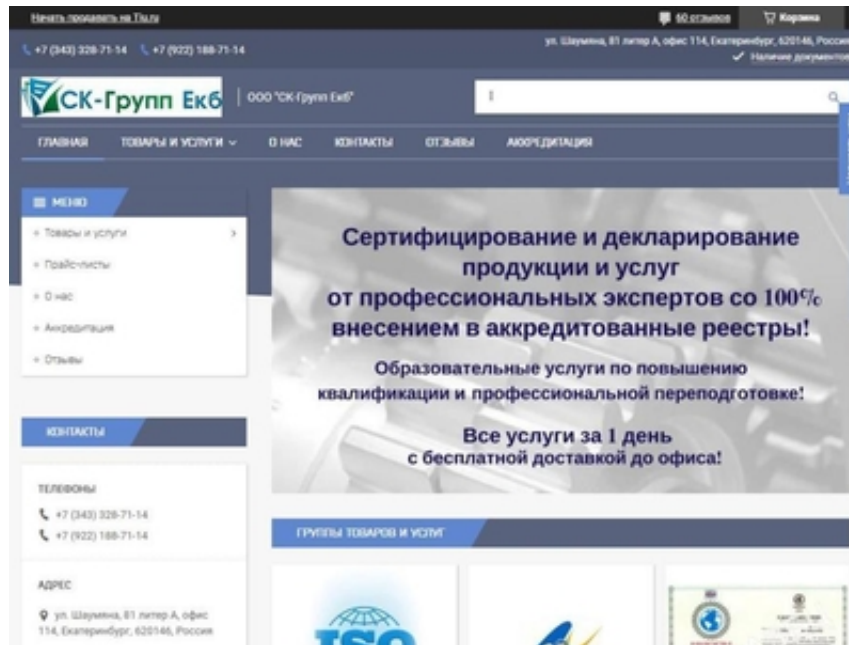 Начать продавать на Tiu.ru
60 отзывов
Корзина
+7 (343) 328-71-14 +7 (922) 188-71-14
ул. Шаумяна, 81 литер А, офис 114, Екатеринбург, 620146, Россия
Наличие документов
СК-Групп Екб
ООО "СК-Групп Екб"
ГЛАВНАЯ ТОВАРЫ И УСЛУГИ О НАС КОНТАКТЫ ОТЗЫВЫ АККРЕДИТАЦИЯ
МЕНЮ
Товары и услуги
Прайс-листы
О нас
Аккредитация
Отзывы
Сертифицирование и декларирование
продукции и услуг
от профессиональных экспертов со 100%
внесением в аккредитованные реестры!
Образовательные услуги по повышению
квалификации и профессиональной переподготовке!
Все услуги за 1 день
с бесплатной доставкой до офиса!
КОНТАКТЫ
ТЕЛЕФОНЫ
+7 (343) 328-71-14
+7 (922) 188-71-14
АДРЕС
ул. Шаумяна, 81 литер А, офис
114, Екатеринбург, 620146, Россия
ГРУППЫ ТОВАРОВ И УСЛУГ
ISO